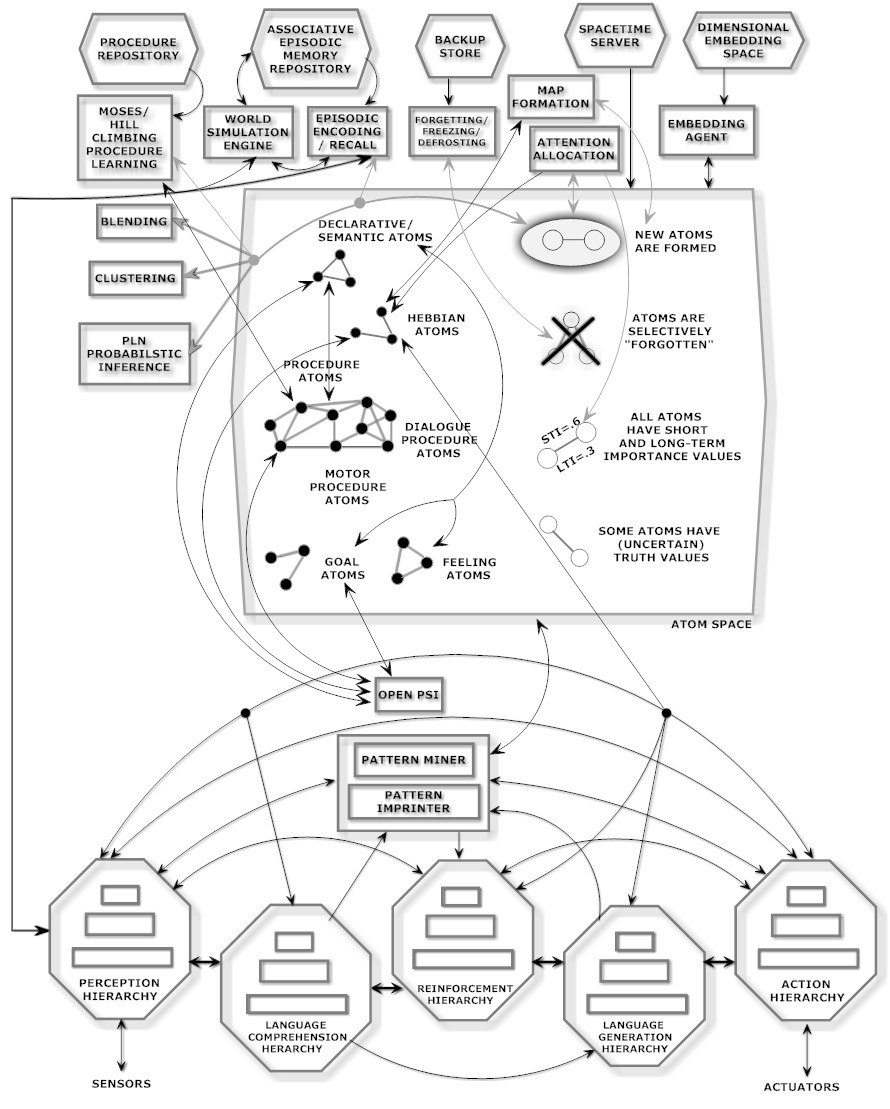 PROCEDURE
REPOSITORY
ASSOCIATIVE
EPISODIC
MEMORY
REPOSITORY
BACKUP
STORE
SPACETIME
SERVER
DIMENSIONAL
EMBEDDING
SPACE
MOSES/
HILL
CLIMBING
PROCEDURE
LEARNING
WORLD
SIMULATION
ENGINE
EPISODIC
ENCODING
/ RECALL
FORGETTING/
FREEZING/
DEFROSTING
MAP
FORMATION
ATTENTION
ALLOCATION
EMBEDDING
AGENT
BLENDING
CLUSTERING
PLN
PROBABILSTIC
INFERENCE
DECLARATIVE/
SEMANTIC ATOMS
HEBBIAN
ATOMS
PROCEDURE
ATOMS
DIALOGUE
PROCEDURE
ATOMS
MOTOR
PROCEDURE
ATOMS
GOAL
ATOMS
FEELING
ATOMS
NEW ATOMS
ARE FORMED
ATOMS ARE
SELECTIVELY
"FORGOTTEN"
STI=.6
LTI=.3
ALL ATOMS
HAVE SHORT
AND LONG-TERM
IMPORTANCE VALUES
SOME ATOMS HAVE
(UNCERTAIN)
TRUTH VALUES
ATOM SPACE
OPEN PSI
PATTERN MINER
PATTERN
IMPRINTER
PERCEPTION
HIERARCHY
LANGUAGE
COMPREHENSION
HERARCHY
REINFORCEMENT
HIERARCHY
LANGUAGE
GENERATION
HIERARCHY
ACTION
HIERARCHY
SENSORS
ACTUATORS